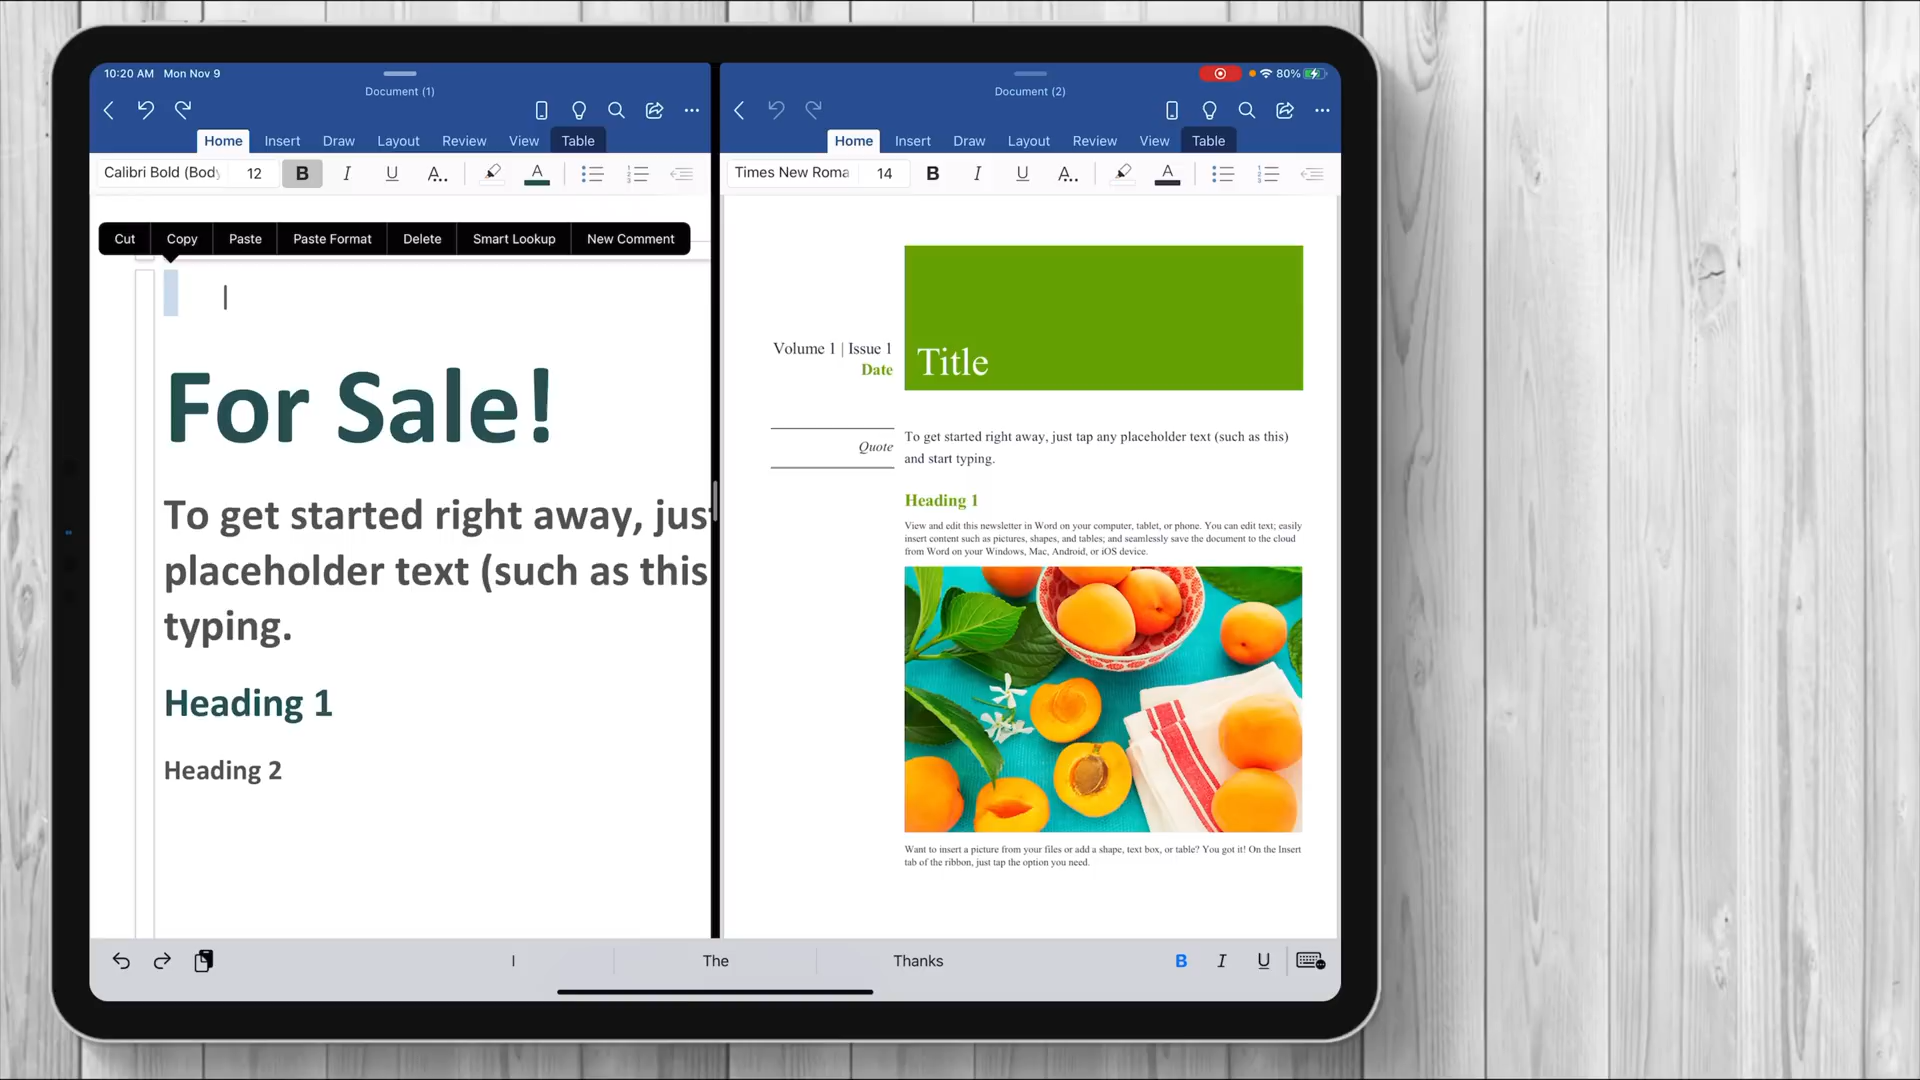 10:20 AM Mon Nov 9
Document (1)
Home Insert Draw Layout Review View Table
Calibri Bold (Body 12 B I U A..
Cut Copy Paste Paste Format Delete Smart Lookup New Comment
For Sale!
To get started right away, jus
placeholder text (such as this
typing.
Heading 1
Heading 2
80%
Document (2)
Home Insert Draw Layout Review View Table
Times New Roma 14 B I U A..
Volume 1 | Issue 1
Date
Title
Quote
To get started right away, just tap any placeholder text (such as this)
and start typing.
Heading 1
View and edit this newsletter in Word on your computer, tablet, or phone. You can edit text; easily
insert content such as pictures, shapes, and tables; and seamlessly save the document to the cloud
from Word on your Windows, Mac, Android, or iOS device.
Want to insert a picture from your files or add a shape, text box, or table? You got it! On the Insert
tab of the ribbon, just tap the option you need.
I The Thanks B I U